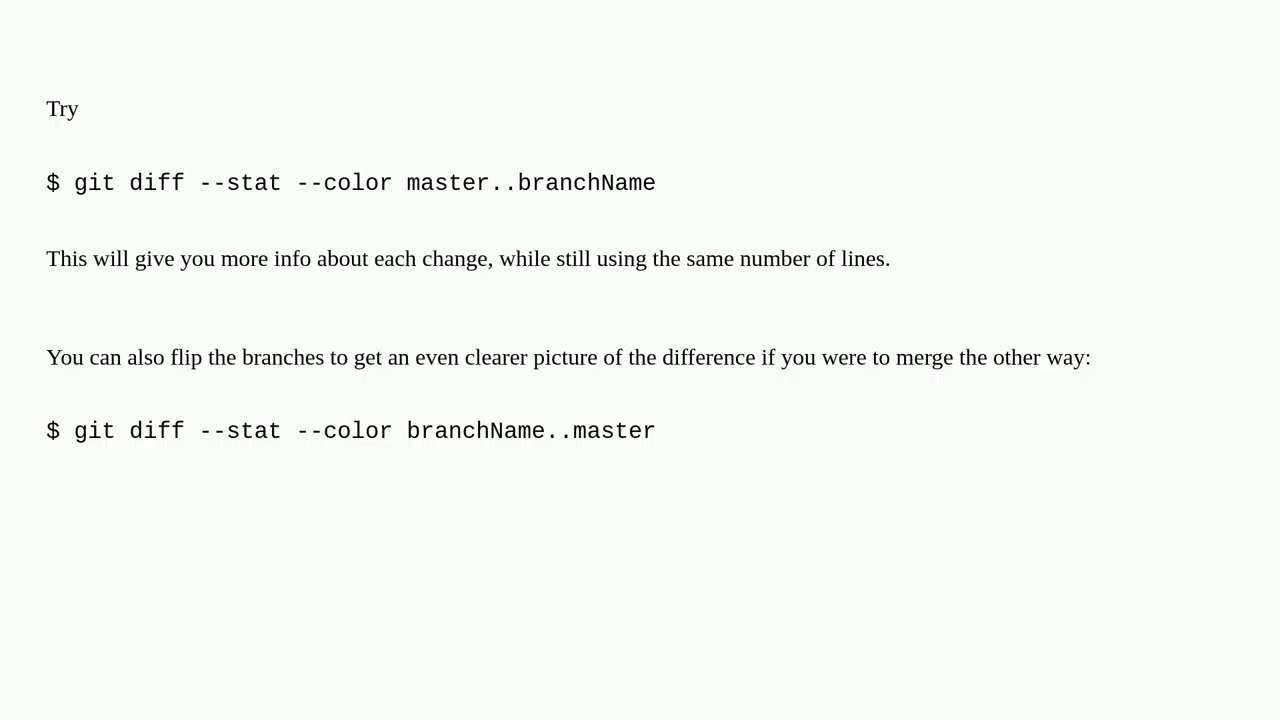 Try
$ git diff --stat --color master..branchName
This will give you more info about each change, while still using the same number of lines.
You can also flip the branches to get an even clearer picture of the difference if you were to merge the other way:
$ git diff --stat --color branchName..master